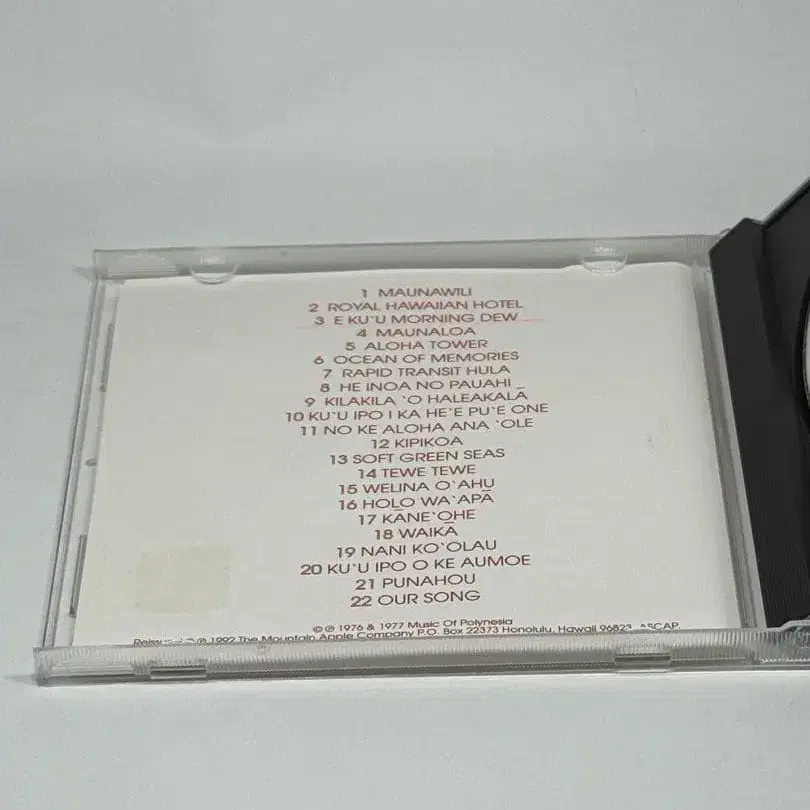 1 MAUNAWILI
2 ROYAL HAWAIIAN HOTEL
3 E KU`U MORNING DEW
4 MAUNALOA
5 ALOHA TOWER
6 OCEAN OF MEMORIES
7 RAPID TRANSIT HULA
8 HE INOA NO PAUAHI
9 KILAKILA `O HALEAKALĀ
10 KU`U IPO I KA HE`E PU`E ONE
11 NO KE ALOHA ANA `OLE
12 KIPIKOA
13 SOFT GREEN SEAS
14 TEWE TEWE
15 WELINA O`AHU
16 HOLO WA`APĀ
17 KĀNE`OHE
18 WAIKĀ
19 NANI KO`OLAU
20 KU`U IPO O KE AUMOE
21 PUNAHOU
22 OUR SONG
© ℗ 1976 & 1977 Music Of Polynesia
© ℗ 1992 The Mountain Apple Company P.O. Box 22373 Honolulu, Hawaii 96823 ASCAP